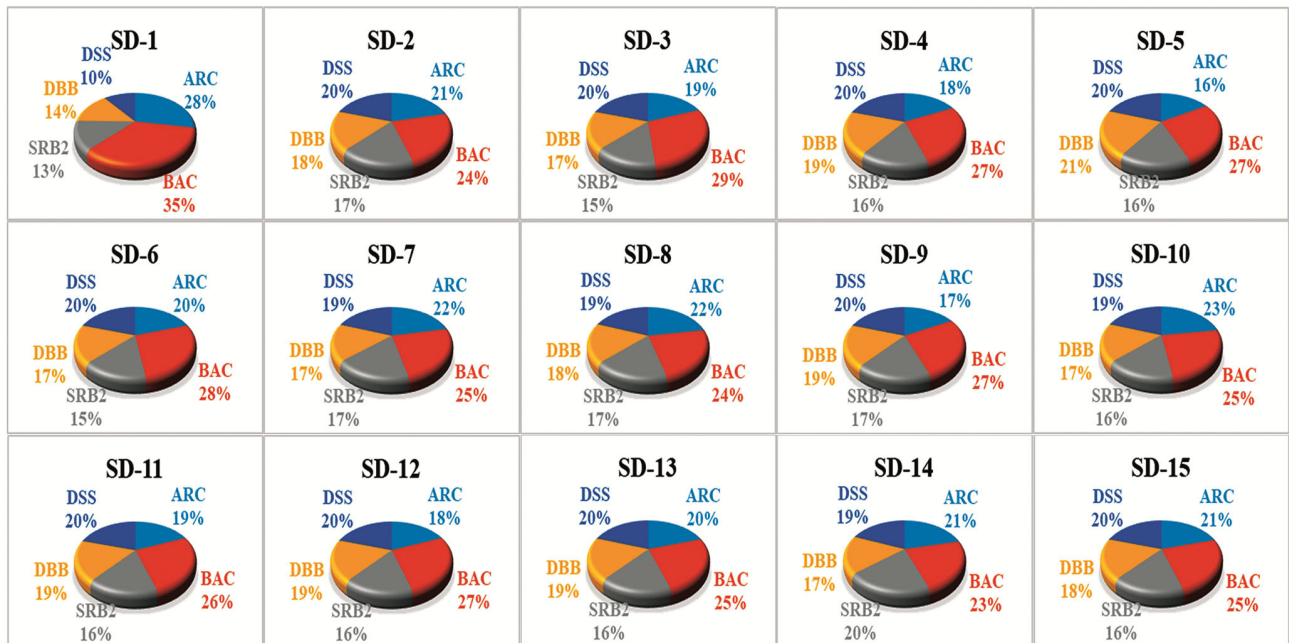 SD-1
DSS
10%
ARC
28%
DBB
14%
SRB2
13%
BAC
35%
SD-2
DSS
20%
ARC
21%
DBB
18%
SRB2
17%
BAC
24%
SD-3
DSS
20%
ARC
19%
DBB
17%
SRB2
15%
BAC
29%
SD-4
DSS
20%
ARC
18%
DBB
19%
SRB2
16%
BAC
27%
SD-5
DSS
20%
ARC
16%
DBB
21%
SRB2
16%
BAC
27%
SD-6
DSS
20%
ARC
20%
DBB
17%
SRB2
15%
BAC
28%
SD-7
DSS
19%
ARC
22%
DBB
17%
SRB2
17%
BAC
25%
SD-8
DSS
19%
ARC
22%
DBB
18%
SRB2
17%
BAC
24%
SD-9
DSS
20%
ARC
17%
DBB
19%
SRB2
17%
BAC
27%
SD-10
DSS
19%
ARC
23%
DBB
17%
SRB2
16%
BAC
25%
SD-11
DSS
20%
ARC
19%
DBB
19%
SRB2
16%
BAC
26%
SD-12
DSS
20%
ARC
18%
DBB
19%
SRB2
16%
BAC
27%
SD-13
DSS
20%
ARC
20%
DBB
19%
SRB2
16%
BAC
25%
SD-14
DSS
19%
ARC
21%
DBB
17%
SRB2
20%
BAC
23%
SD-15
DSS
20%
ARC
21%
DBB
18%
SRB2
16%
BAC
25%